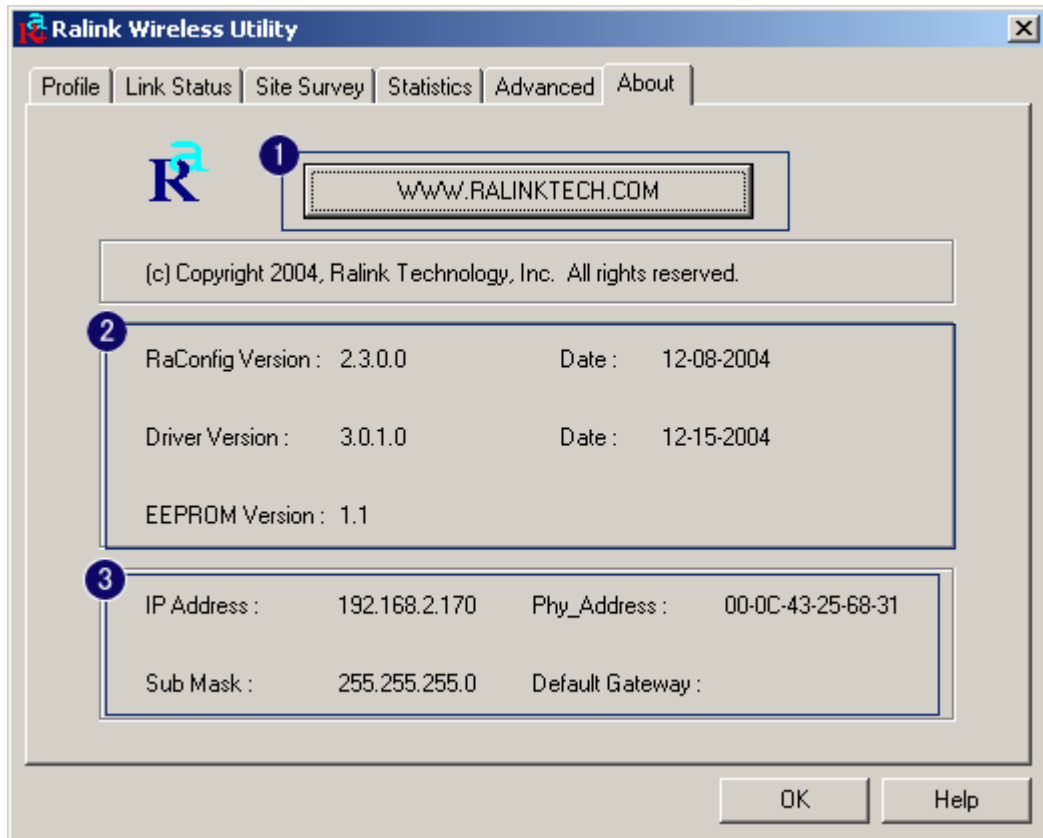 Ralink Wireless Utility
Profile Link Status Site Survey Statistics Advanced About
Ra
1
WWW.RALINKTECH.COM
(c) Copyright 2004, Ralink Technology, Inc. All rights reserved.
2
RaConfig Version : 2.3.0.0 Date : 12-08-2004
Driver Version : 3.0.1.0 Date : 12-15-2004
EEPROM Version : 1.1
3
IP Address : 192.168.2.170 Phy_Address : 00-0C-43-25-68-31
Sub Mask : 255.255.255.0 Default Gateway :
OK Help